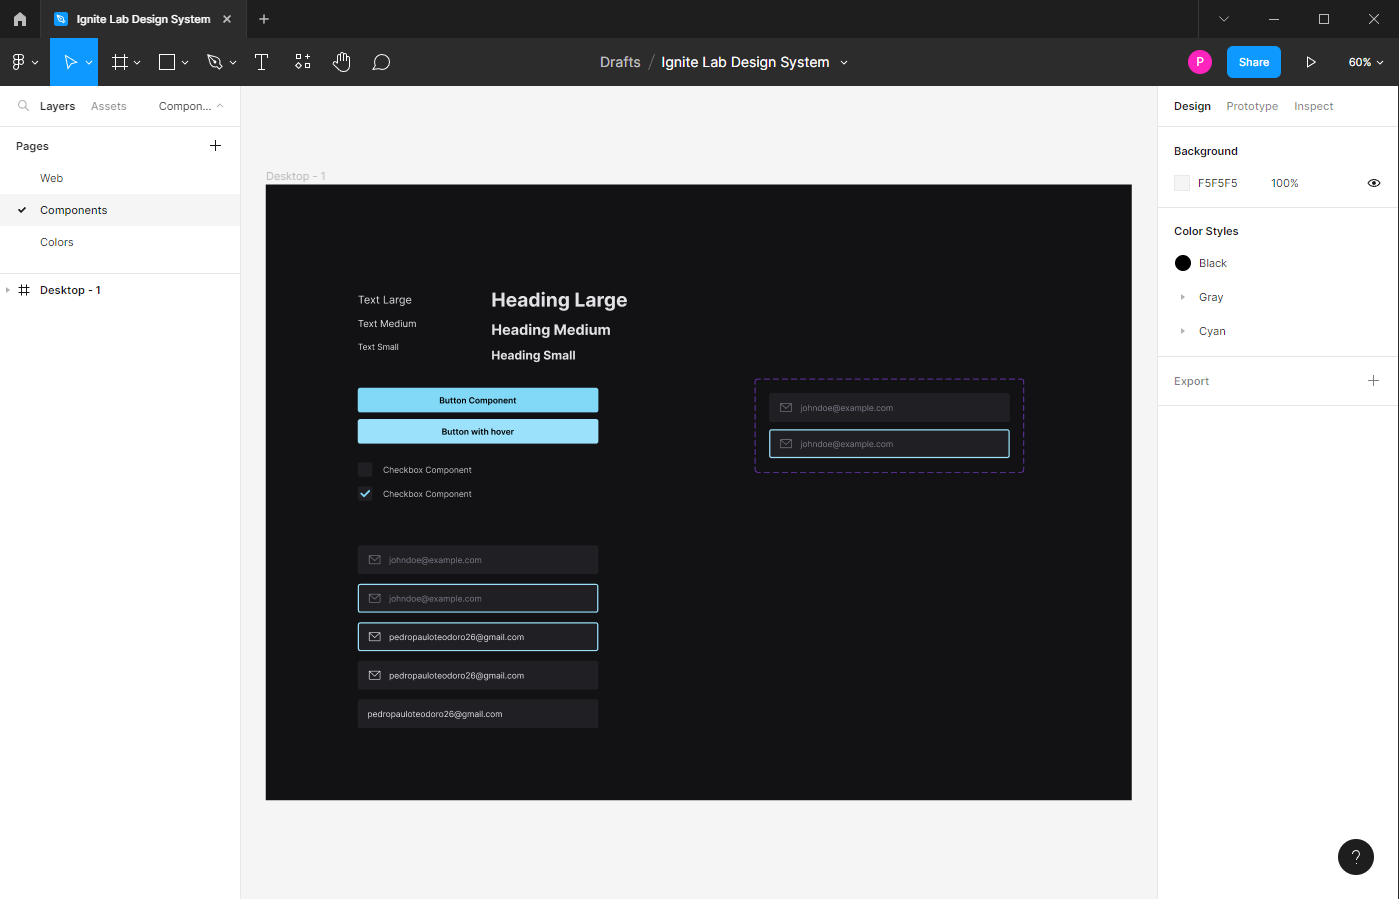 Ignite Lab Design System
Drafts / Ignite Lab Design System
P
Share
60%
Layers
Assets
Compon...
Pages
Web
Components
Colors
Desktop - 1
Desktop - 1
Text Large
Text Medium
Text Small
Heading Large
Heading Medium
Heading Small
Button Component
Button with hover
Checkbox Component
Checkbox Component
johndoe@example.com
johndoe@example.com
pedropauloteodoro26@gmail.com
pedropauloteodoro26@gmail.com
pedropauloteodoro26@gmail.com
johndoe@example.com
johndoe@example.com
Design
Prototype
Inspect
Background
F5F5F5
100%
Color Styles
Black
Gray
Cyan
Export
?